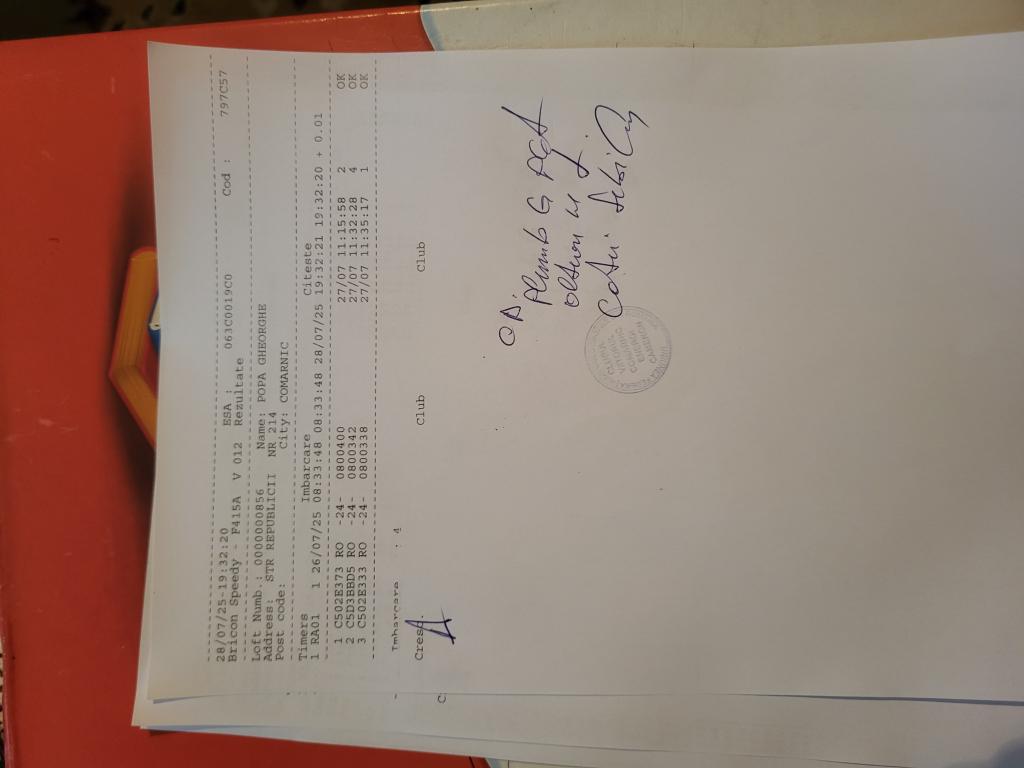 28/07/25-19:32:20
Bricon Speedy - F415A V 012 ESA : 063C0019C0 Cod : 797C57
Rezultate
Loft Numb.: 0000000856 Name: POPA GHEORGHE
Address: STR REPUBLICII NR 214
Post code: City: COMARNIC
Timers Imbarcare Citeste
1 RA01 1 26/07/25 08:33:48 08:33:48 28/07/25 19:32:21 19:32:20 + 0.01
1 C502E373 RO -24- 0800400 27/07 11:15:58 2 OK
2 C5D3BBD5 RO -24- 0800342 27/07 11:32:28 4 OK
3 C502E333 RO -24- 0800338 27/07 11:35:17 1 OK
Imbarcare : 4
Club Club